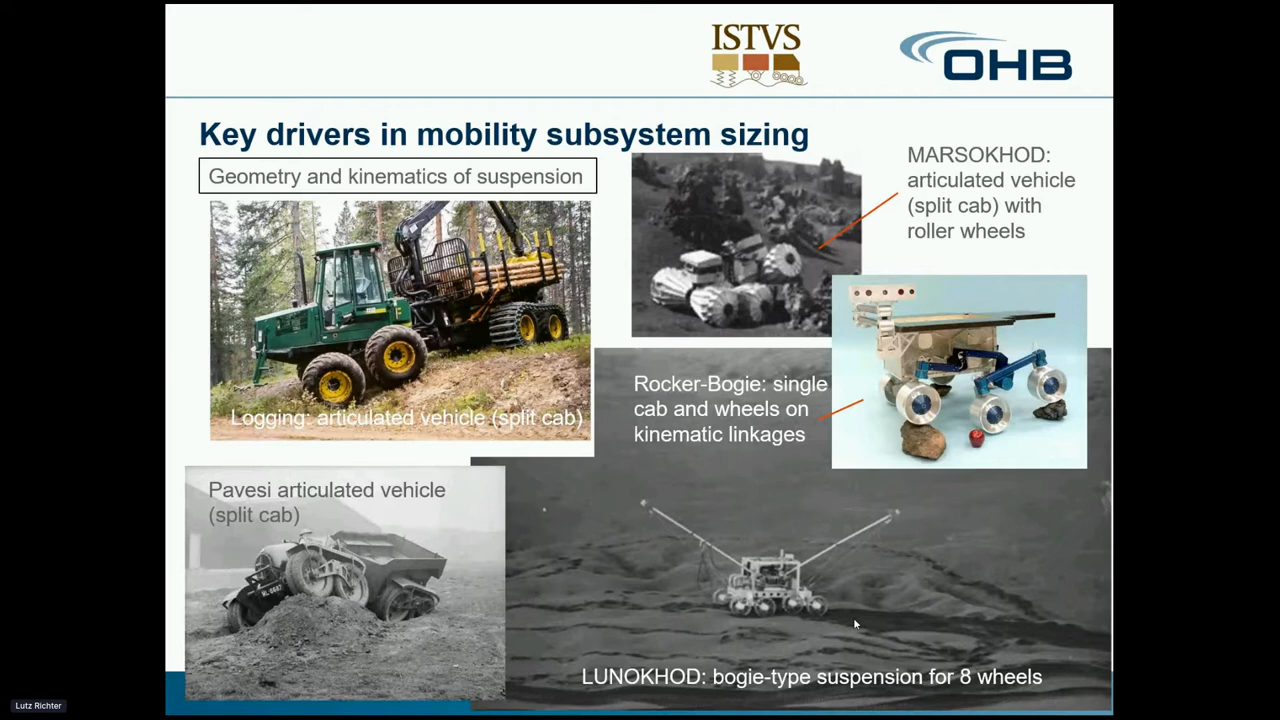 ISTVS
OHB
Key drivers in mobility subsystem sizing
Geometry and kinematics of suspension
MARSOKHOD:
articulated vehicle
(split cab) with
roller wheels
Logging: articulated vehicle (split cab)
Rocker-Bogie: single
cab and wheels on
kinematic linkages
Pavesi articulated vehicle
(split cab)
LUNOKHOD: bogie-type suspension for 8 wheels
Lutz Richter